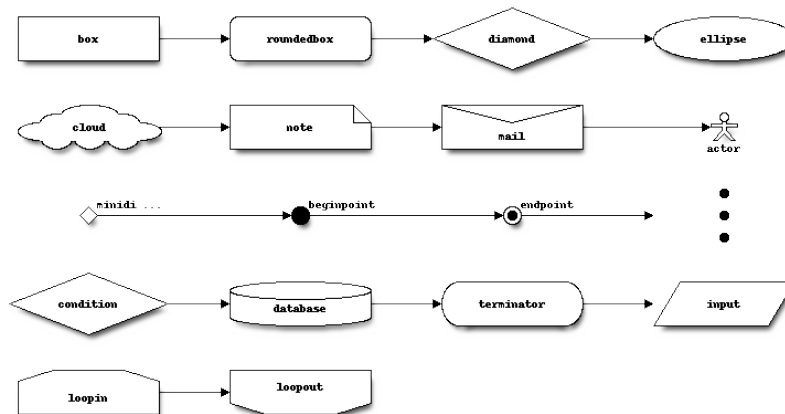 box
roundedbox
diamond
ellipse
cloud
note
mail
actor
minidi ...
beginpoint
endpoint
condition
database
terminator
input
loopin
loopout